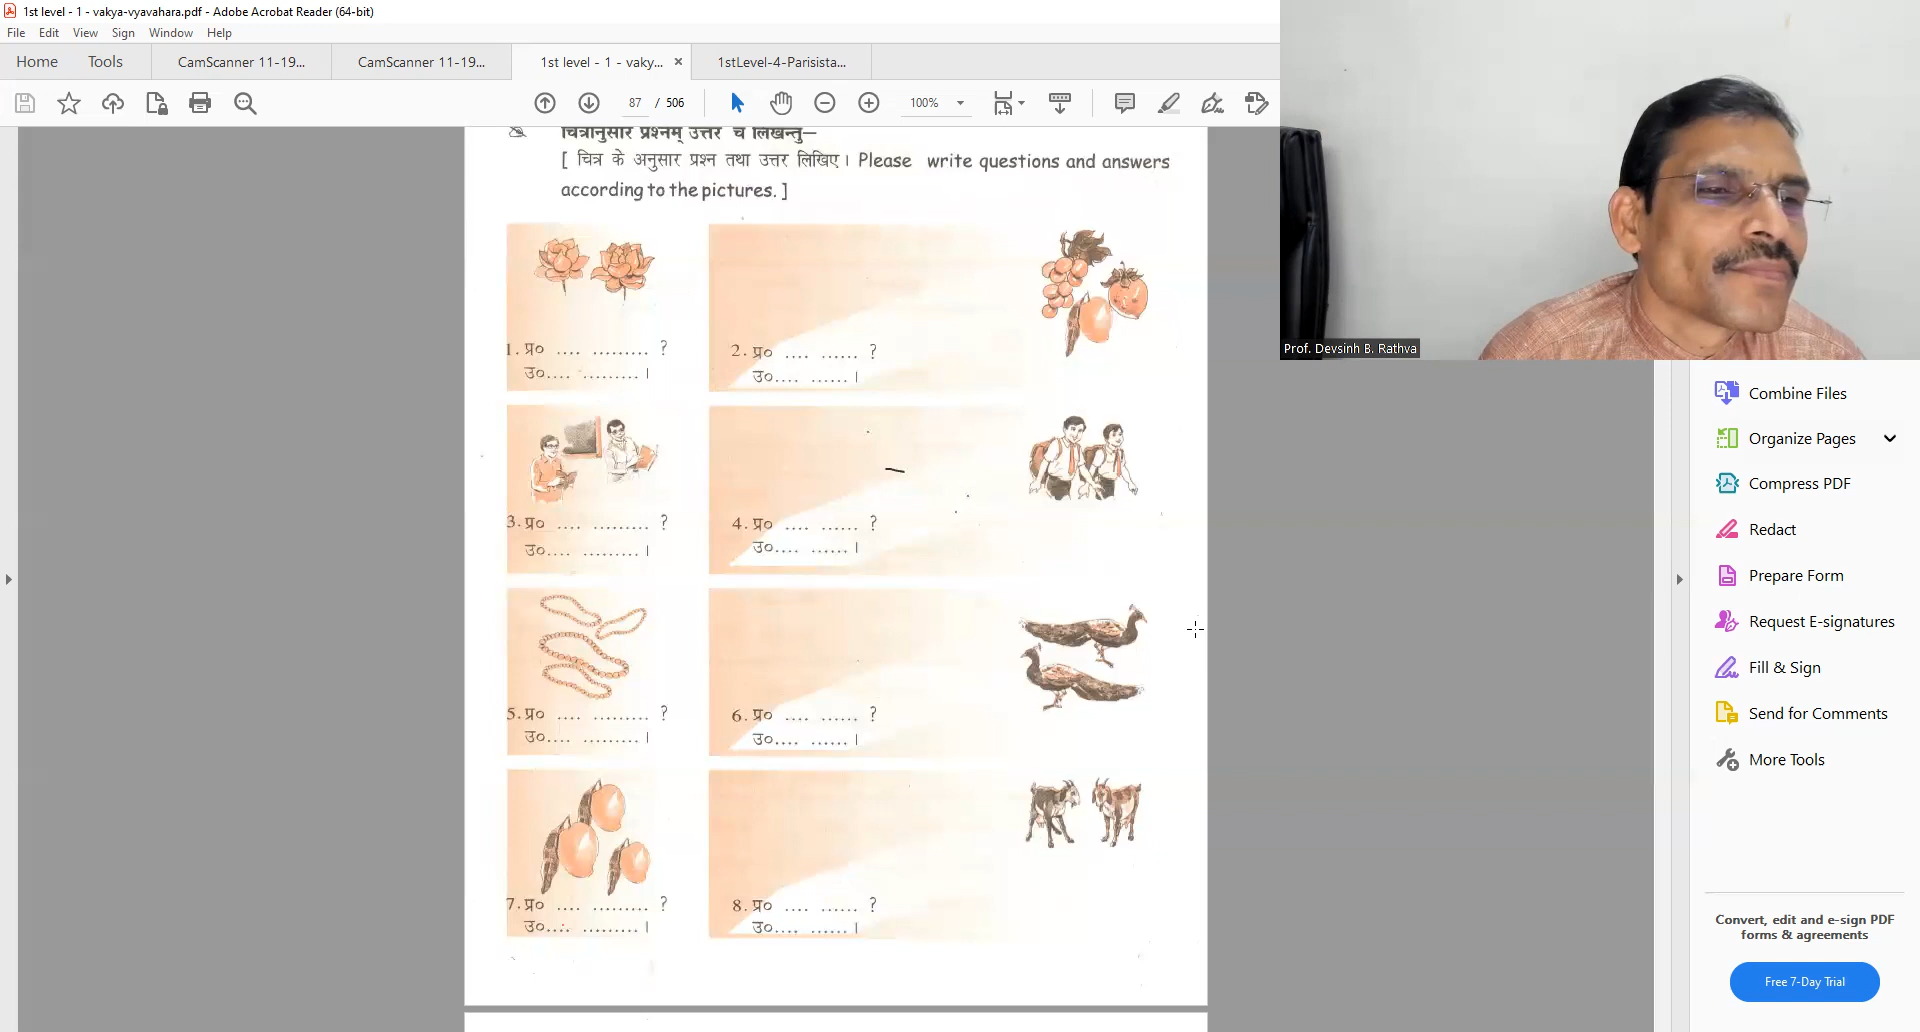 1st level - 1 - vakya-vyavahara.pdf - Adobe Acrobat Reader (64-bit)
File Edit View Sign Window Help
Home Tools CamScanner 11-19... CamScanner 11-19... 1st level - 1 - vaky... × 1stLevel-4-Parisista...
87 / 506 100%
चित्रानुसारं प्रश्नम् उत्तरं च लिखन्तु—
[ चित्र के अनुसार प्रश्न तथा उत्तर लिखिए। Please write questions and answers
according to the pictures. ]
1. प्र० .... ......... ?
उ०.... ......... ।
2. प्र० .... ...... ?
उ०.... ...... ।
3. प्र० .... ......... ?
उ०.... ......... ।
4. प्र० .... ...... ?
उ०.... ...... ।
5. प्र० .... ......... ?
उ०.... ......... ।
6. प्र० .... ...... ?
उ०.... ...... ।
7. प्र० .... ......... ?
उ०.... ......... ।
8. प्र० .... ...... ?
उ०.... ...... ।
Prof. Devsinh B. Rathva
Combine Files
Organize Pages
Compress PDF
Redact
Prepare Form
Request E-signatures
Fill & Sign
Send for Comments
More Tools
Convert, edit and e-sign PDF
forms & agreements
Free 7-Day Trial